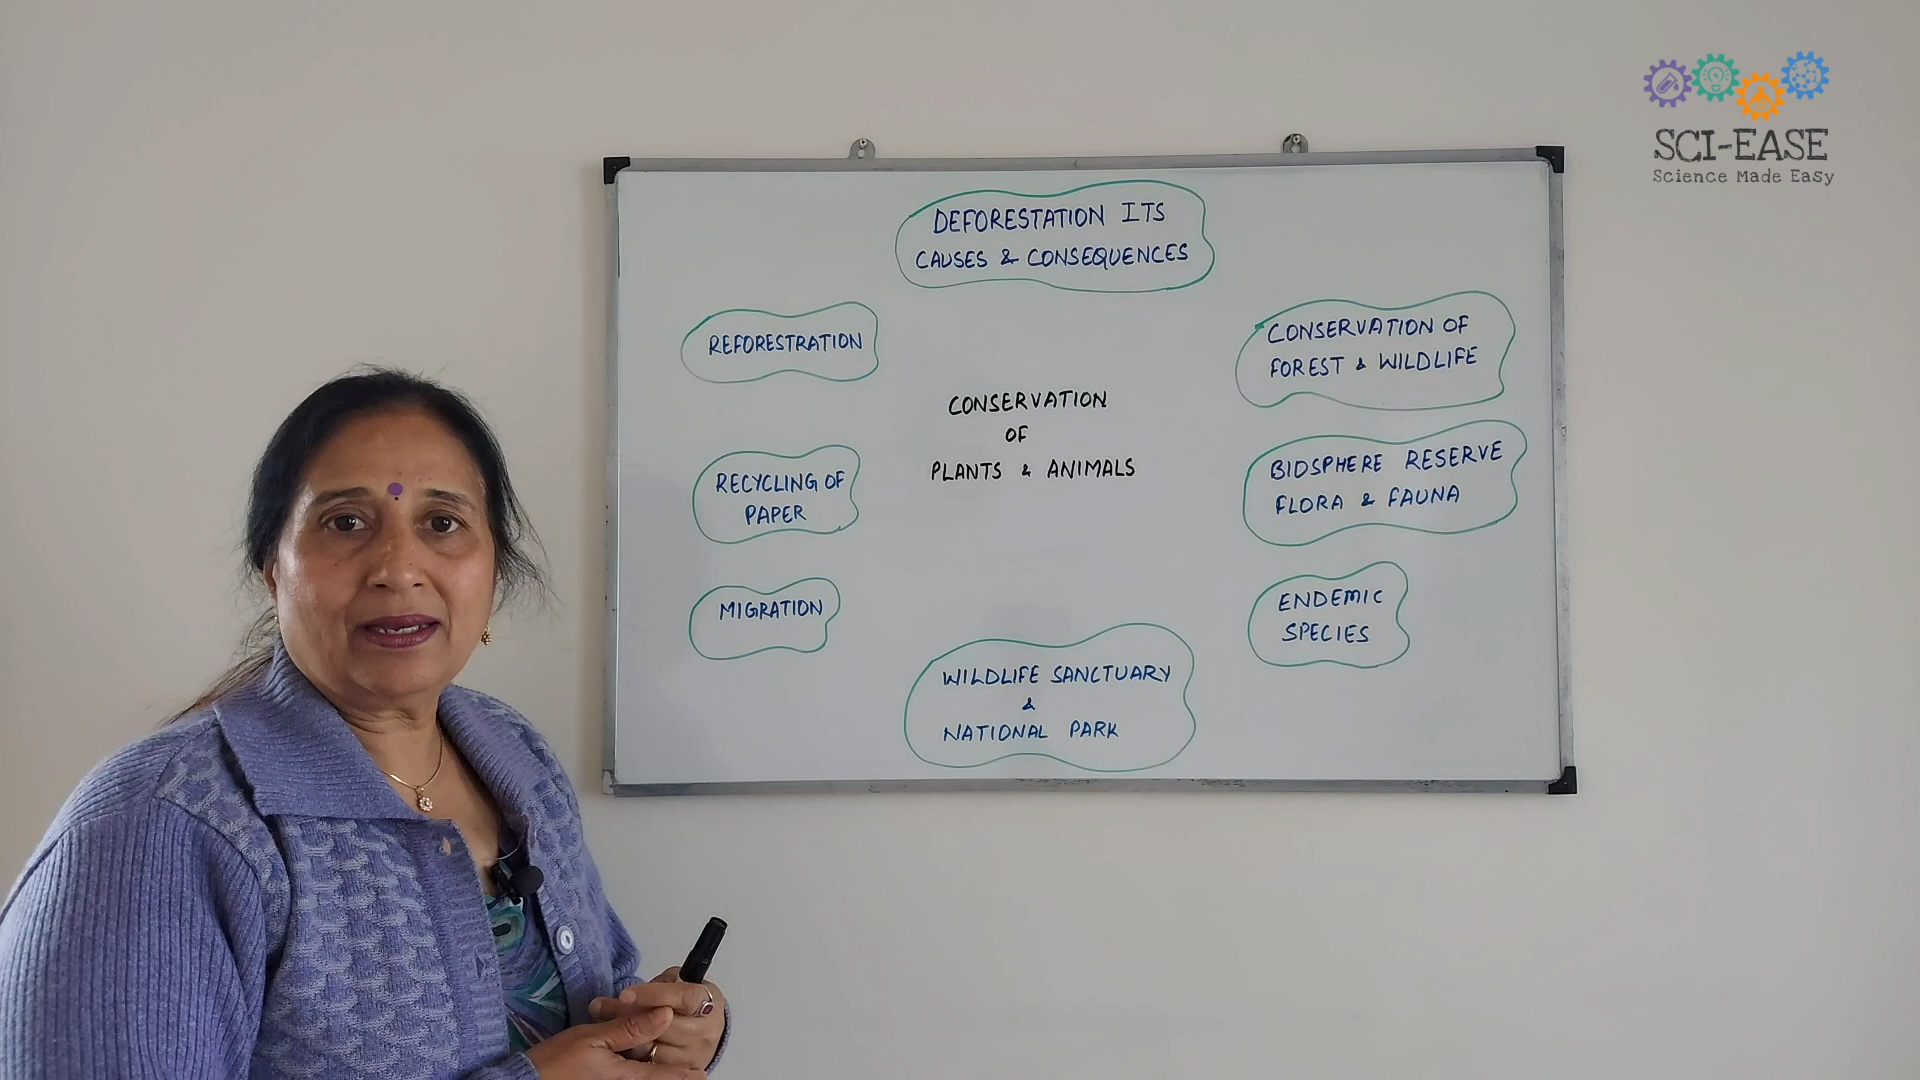 SCI-EASE
Science Made Easy
DEFORESTATION ITS
CAUSES & CONSEQUENCES
REFORESTRATION
CONSERVATION OF
FOREST & WILDLIFE
CONSERVATION
OF
PLANTS & ANIMALS
RECYCLING OF
PAPER
BIOSPHERE RESERVE
FLORA & FAUNA
MIGRATION
ENDEMIC
SPECIES
WILDLIFE SANCTUARY
&
NATIONAL PARK